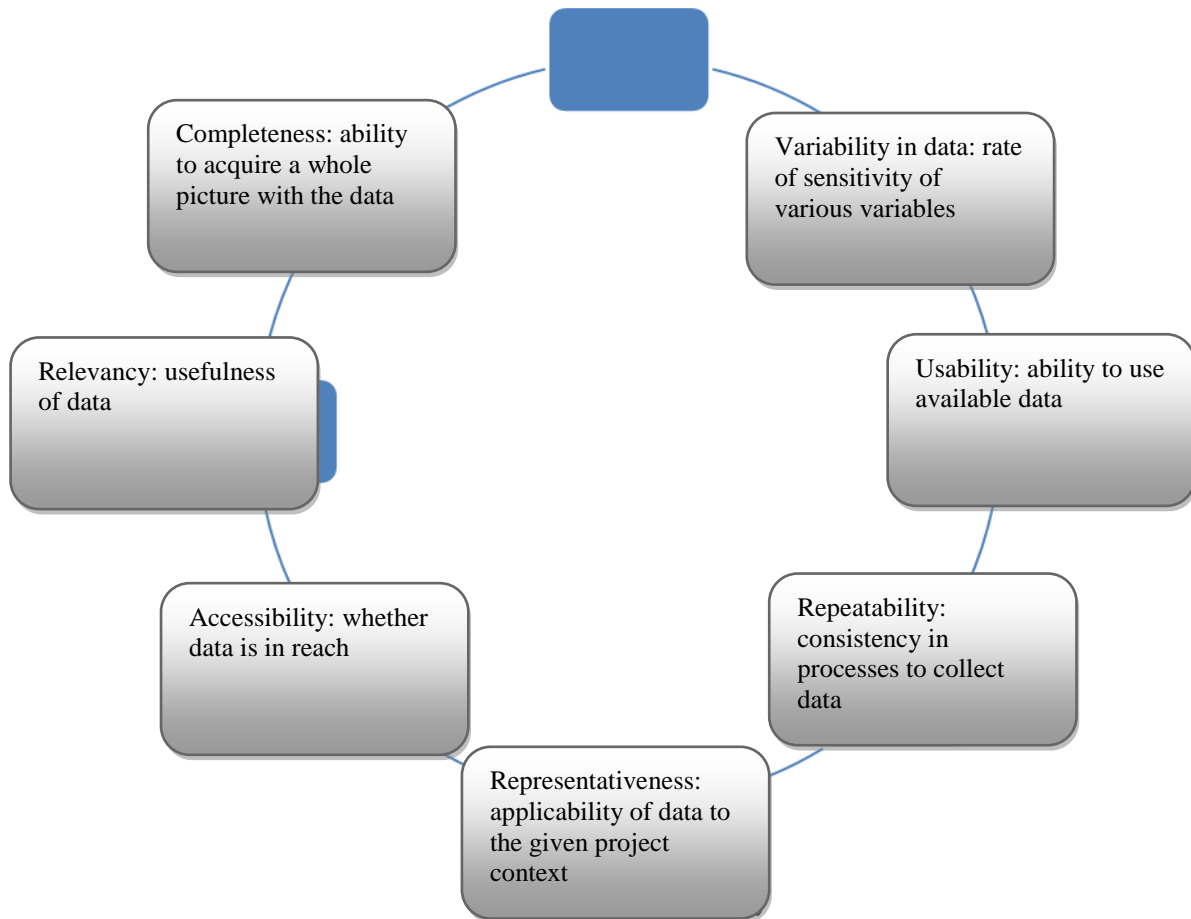 Completeness: ability
to acquire a whole
picture with the data
Variability in data: rate
of sensitivity of
various variables
Relevancy: usefulness
of data
Usability: ability to use
available data
Accessibility: whether
data is in reach
Repeatability:
consistency in
processes to collect
data
Representativeness:
applicability of data to
the given project
context